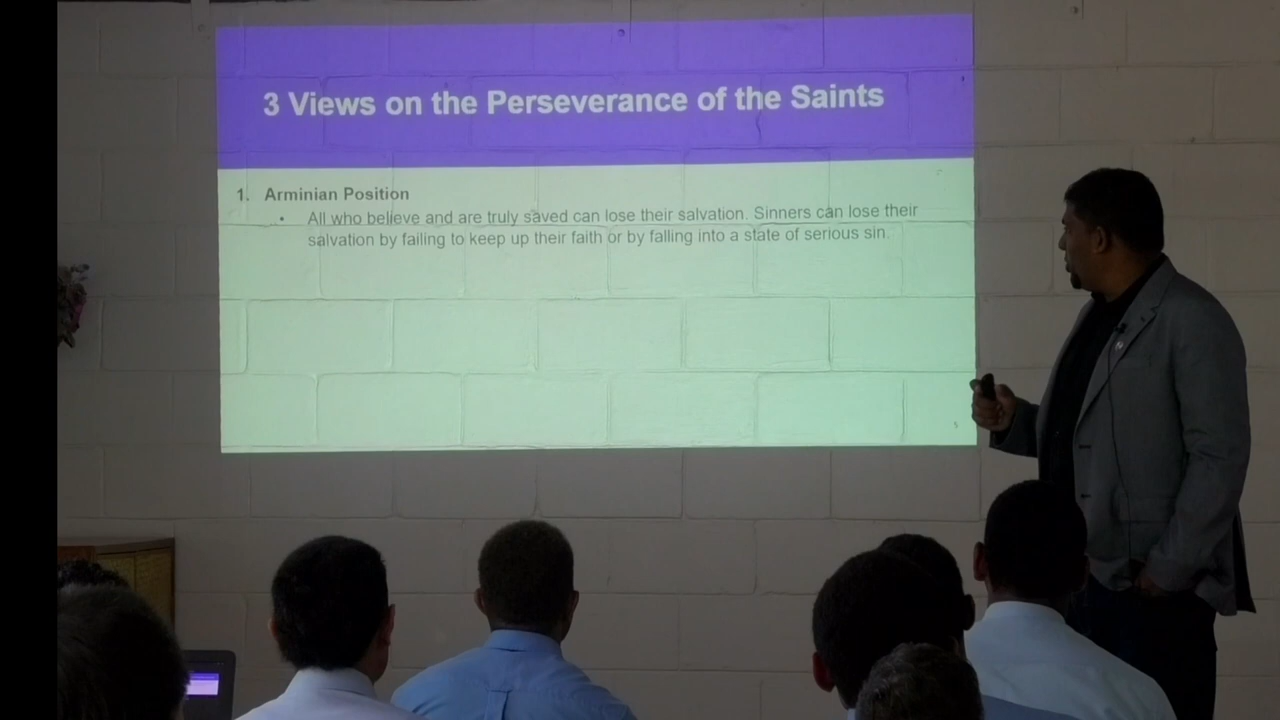 3 Views on the Perseverance of the Saints
1. Arminian Position
• All who believe and are truly saved can lose their salvation. Sinners can lose their
salvation by failing to keep up their faith or by falling into a state of serious sin.